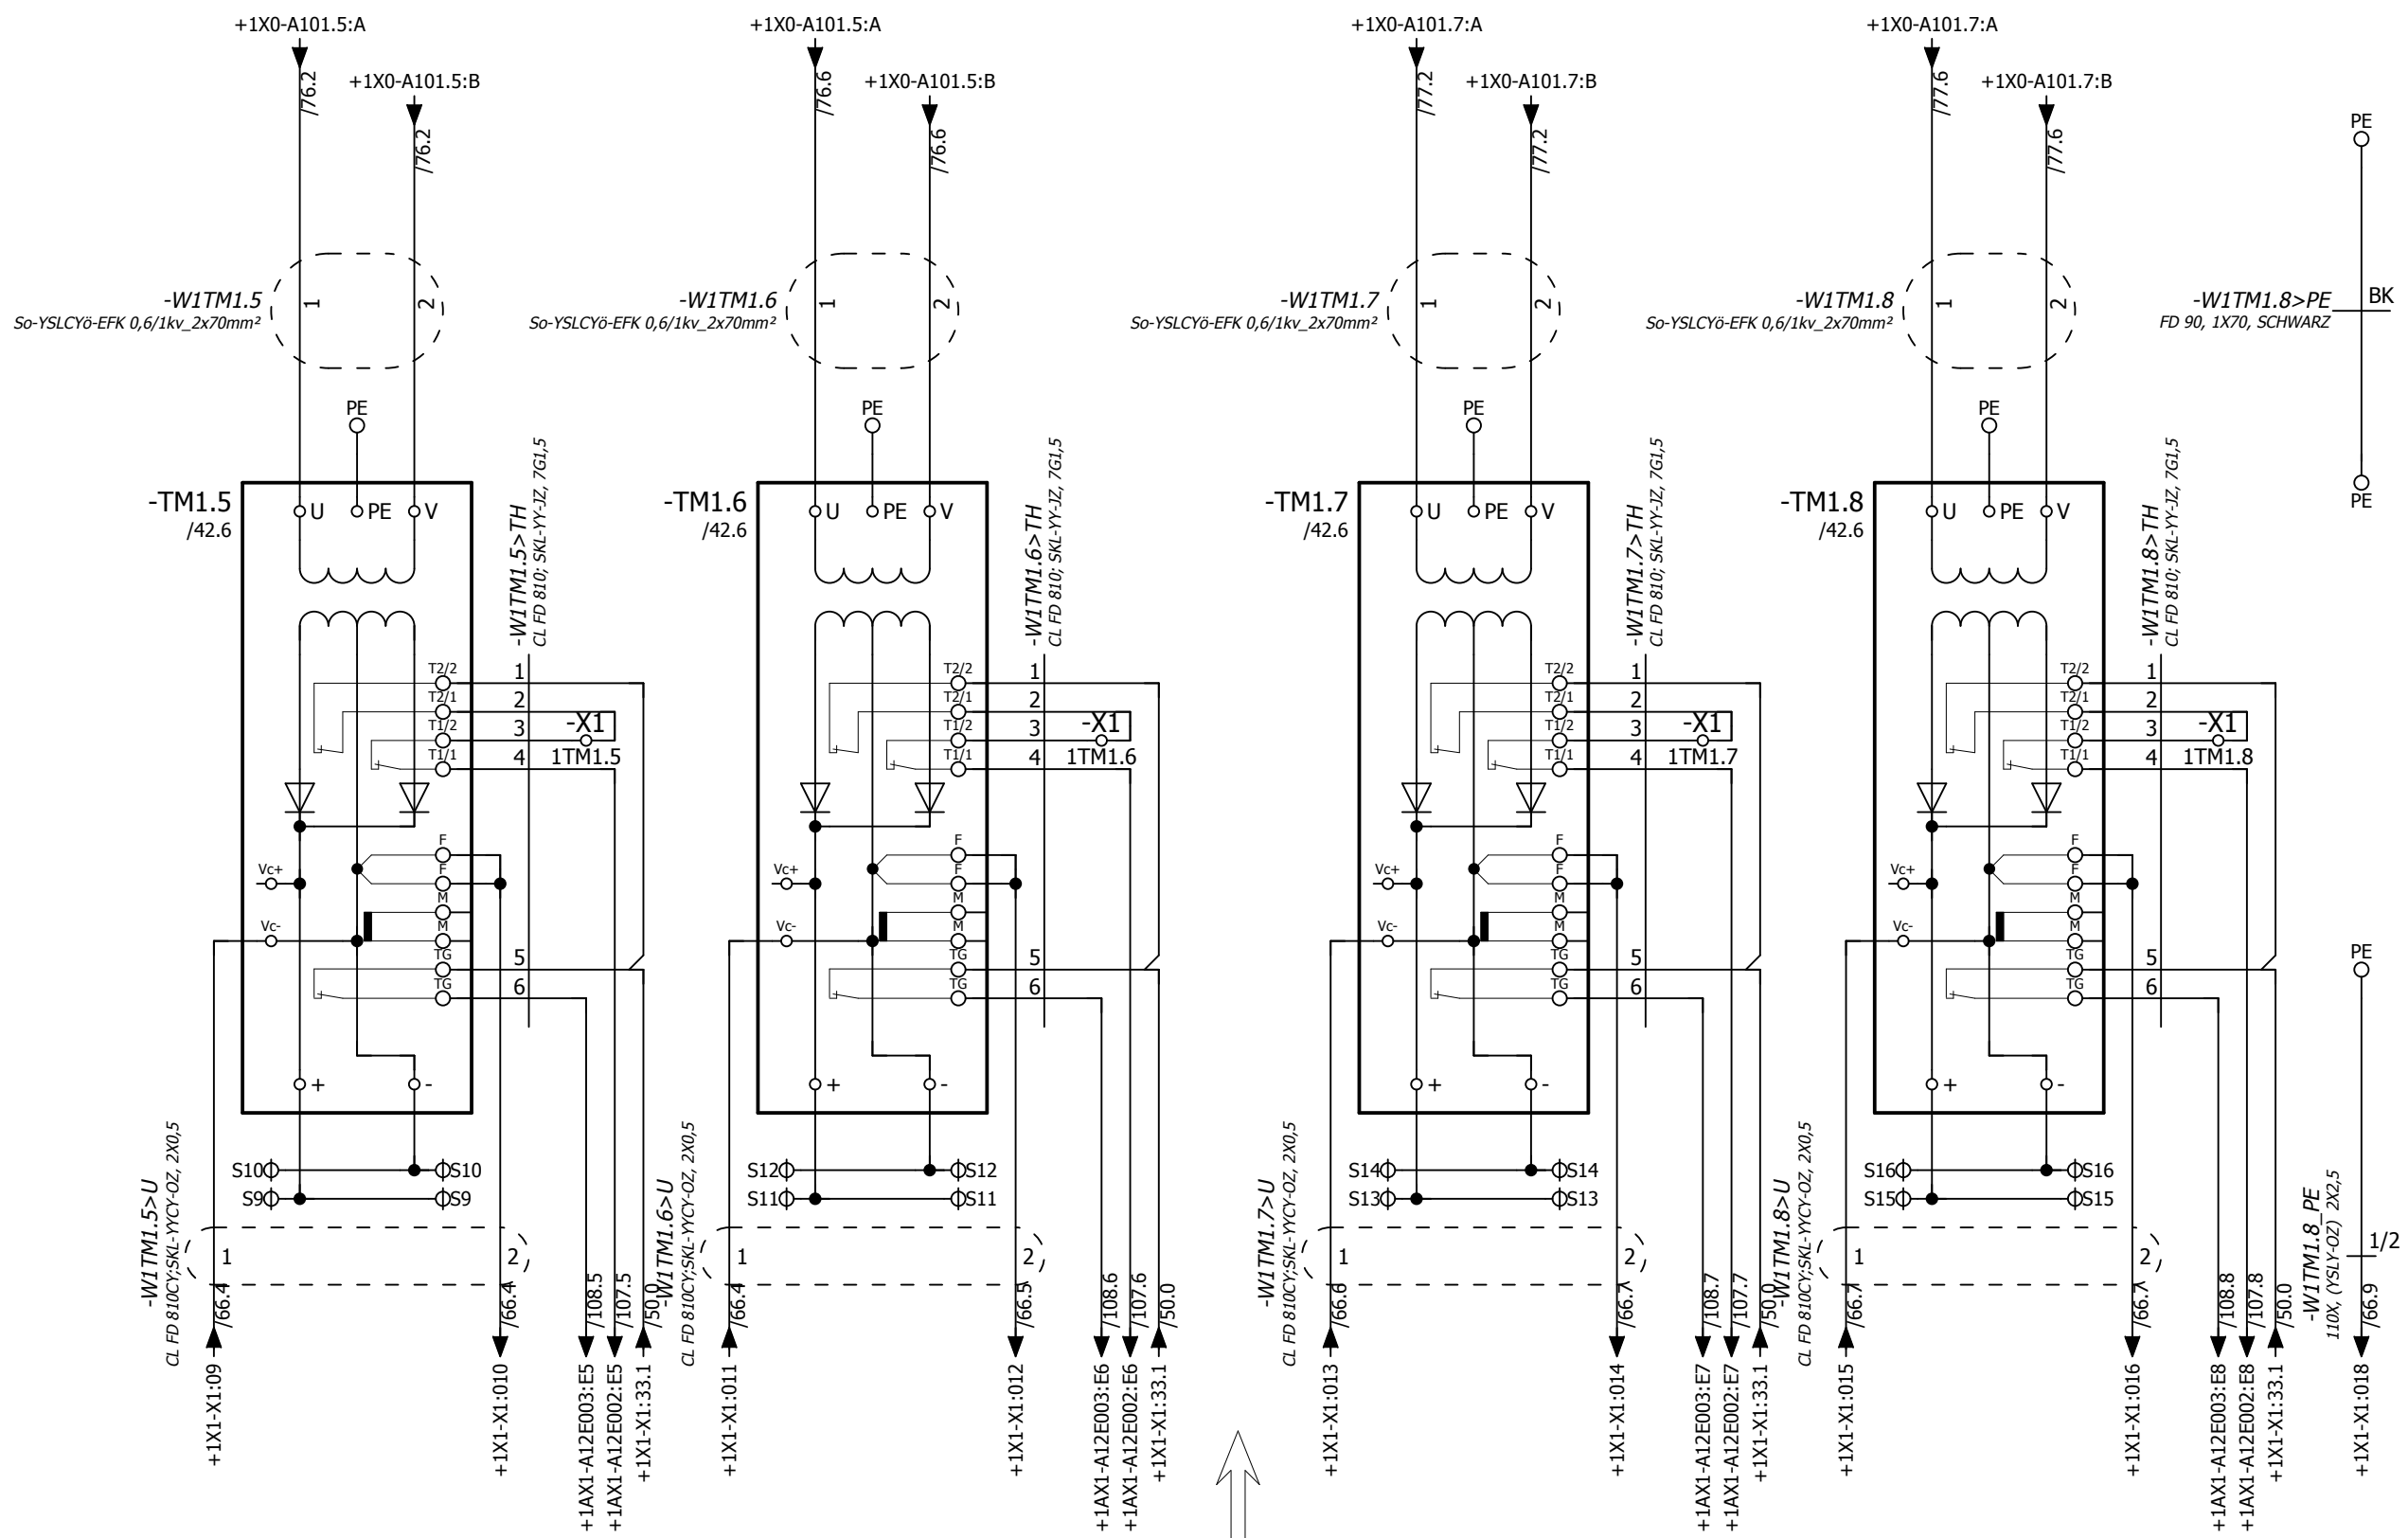 +1X0-A101.5:A
/76.2
+1X0-A101.5:B
/76.2
-W1TM1.5
So-YSLCYö-EFK 0,6/1kv_2x70mm²
1
2
PE
-TM1.5
/42.6
U
PE
V
-W1TM1.5>TH
CL FD 810; SKL-YY-JZ, 7G1,5
T2/2
1
T2/1
2
T1/2
3
-X1
T1/1
4
1TM1.5
F
Vc+
F
M
Vc-
M
TG
5
TG
6
+
-
S10
S10
S9
S9
-W1TM1.5>U
CL FD 810CY;SKL-YYCY-OZ, 2X0,5
1
2
/66.4
/66.4
/108.5
/107.5
/50.0
+1X1-X1:09
+1X1-X1:010
+1AX1-A12E003:E5
+1AX1-A12E002:E5
+1X1-X1:33.1
+1X0-A101.5:A
/76.6
+1X0-A101.5:B
/76.6
-W1TM1.6
So-YSLCYö-EFK 0,6/1kv_2x70mm²
1
2
PE
-TM1.6
/42.6
U
PE
V
-W1TM1.6>TH
CL FD 810; SKL-YY-JZ, 7G1,5
T2/2
1
T2/1
2
T1/2
3
-X1
T1/1
4
1TM1.6
F
Vc+
F
M
Vc-
M
TG
5
TG
6
+
-
S12
S12
S11
S11
-W1TM1.6>U
CL FD 810CY;SKL-YYCY-OZ, 2X0,5
1
2
/66.4
/66.5
/108.6
/107.6
/50.0
+1X1-X1:011
+1X1-X1:012
+1AX1-A12E003:E6
+1AX1-A12E002:E6
+1X1-X1:33.1
+1X0-A101.7:A
/77.2
+1X0-A101.7:B
/77.2
-W1TM1.7
So-YSLCYö-EFK 0,6/1kv_2x70mm²
1
2
PE
-TM1.7
/42.6
U
PE
V
-W1TM1.7>TH
CL FD 810; SKL-YY-JZ, 7G1,5
T2/2
1
T2/1
2
T1/2
3
-X1
T1/1
4
1TM1.7
F
Vc+
F
M
Vc-
M
TG
5
TG
6
+
-
S14
S14
S13
S13
-W1TM1.7>U
CL FD 810CY;SKL-YYCY-OZ, 2X0,5
1
2
/66.6
/66.7
/108.7
/107.7
/50.0
+1X1-X1:013
+1X1-X1:014
+1AX1-A12E003:E7
+1AX1-A12E002:E7
+1X1-X1:33.1
+1X0-A101.7:A
/77.6
+1X0-A101.7:B
/77.6
-W1TM1.8
So-YSLCYö-EFK 0,6/1kv_2x70mm²
1
2
PE
-TM1.8
/42.6
U
PE
V
-W1TM1.8>TH
CL FD 810; SKL-YY-JZ, 7G1,5
T2/2
1
T2/1
2
T1/2
3
-X1
T1/1
4
1TM1.8
F
Vc+
F
M
Vc-
M
TG
5
TG
6
+
-
S16
S16
S15
S15
-W1TM1.8>U
CL FD 810CY;SKL-YYCY-OZ, 2X0,5
1
2
/66.7
/66.7
/108.8
/107.8
/50.0
+1X1-X1:015
+1X1-X1:016
+1AX1-A12E003:E8
+1AX1-A12E002:E8
+1X1-X1:33.1
PE
-W1TM1.8>PE
BK
FD 90, 1X70, SCHWARZ
PE
PE
-W1TM1.8_PE
110X, (YSLY-OZ) 2X2,5
1/2
/66.9
+1X1-X1:018